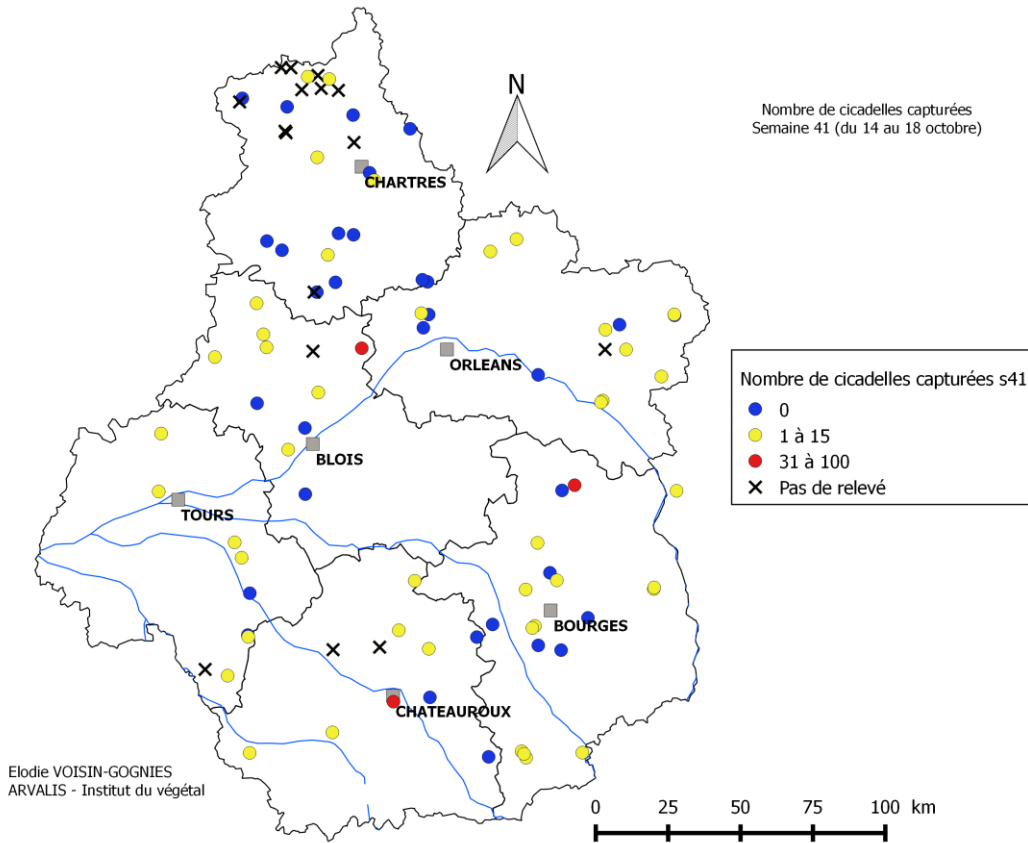 N
Nombre de cicadelles capturées
Semaine 41 (du 14 au 18 octobre)
CHARTRES
ORLEANS
Nombre de cicadelles capturées s41
0
1 à 15
31 à 100
Pas de relevé
BLOIS
TOURS
BOURGES
CHATEAUROUX
Elodie VOISIN-GOGNIES
ARVALIS - Institut du végétal
0 25 50 75 100 km